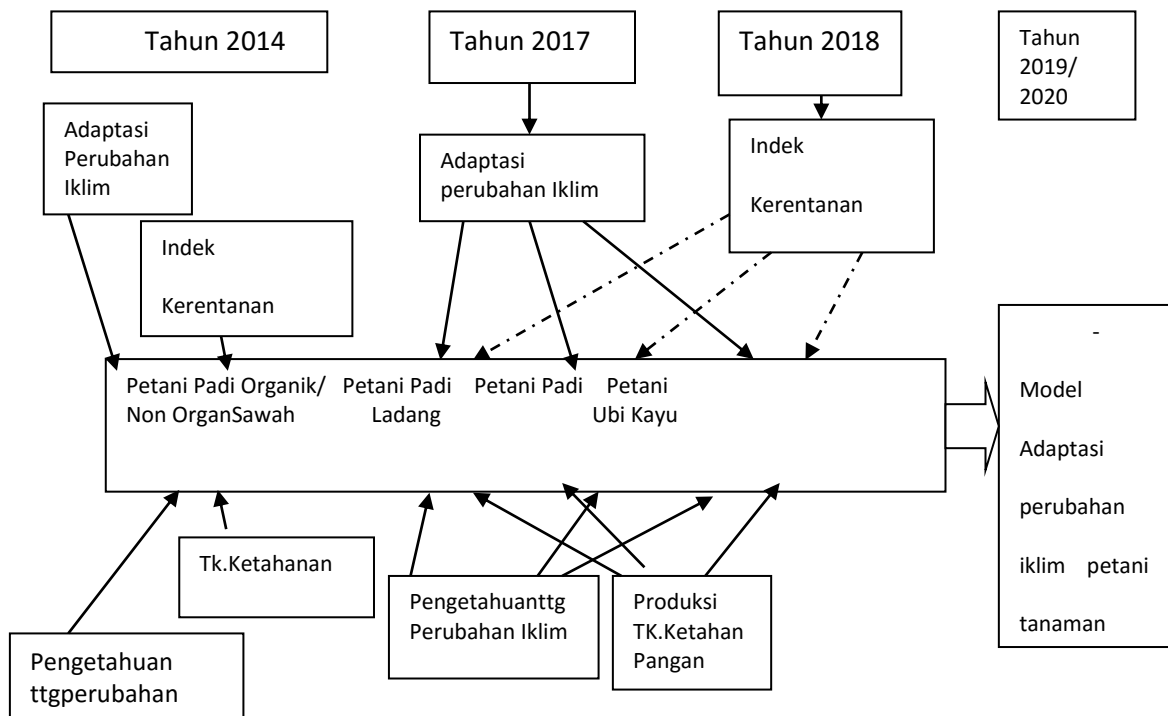 Tahun 2014
Tahun 2017
Tahun 2018
Tahun
2019/
2020
Adaptasi
Perubahan
Iklim
Indek
Kerentanan
Adaptasi
perubahan Iklim
Indek
Kerentanan
Petani Padi Organik/ Petani Padi Petani Padi Petani
Non OrganSawah Ladang Ubi Kayu
-
Model
Adaptasi
perubahan
iklim petani
tanaman
Tk.Ketahanan
Pengetahuan
ttgperubahan
Pengetahuanttg
Perubahan Iklim
Produksi
TK.Ketahan
Pangan